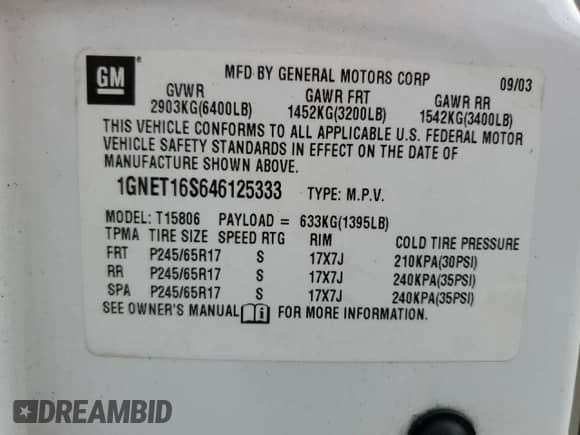 GM
MFD BY GENERAL MOTORS CORP 09/03
GVWR GAWR FRT GAWR RR
2903KG(6400LB) 1452KG(3200LB) 1542KG(3400LB)
THIS VEHICLE CONFORMS TO ALL APPLICABLE U.S. FEDERAL MOTOR
VEHICLE SAFETY STANDARDS IN EFFECT ON THE DATE OF
MANUFACTURE SHOWN ABOVE.
1GNET16S646125333 TYPE: M.P.V.
MODEL: T15806 PAYLOAD = 633KG(1395LB)
TPMA TIRE SIZE SPEED RTG RIM COLD TIRE PRESSURE
FRT P245/65R17 S 17X7J 210KPA(30PSI)
RR P245/65R17 S 17X7J 240KPA(35PSI)
SPA P245/65R17 S 17X7J 240KPA(35PSI)
SEE OWNER'S MANUAL i FOR MORE INFORMATION.
DREAMBID